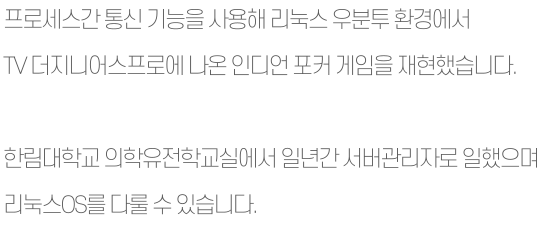 프로세스간 통신 기능을 사용해 리눅스 우분투 환경에서
TV 더지니어스프로에 나온 인디언 포커 게임을 재현했습니다.
한림대학교 의학유전학교실에서 일년간 서버관리자로 일했으며
리눅스OS를 다룰 수 있습니다.